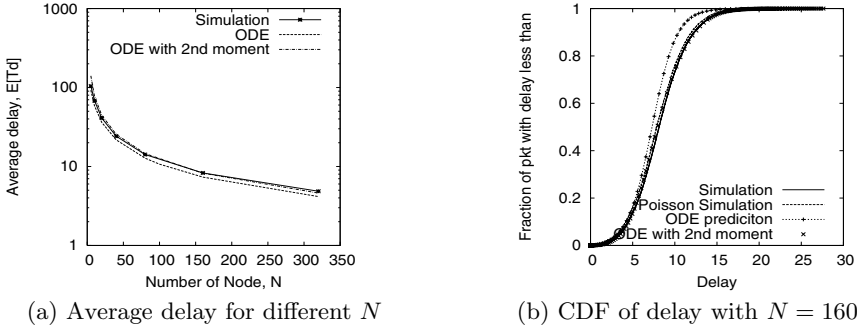 1000
100
10
1
Average delay, E[Td]
Simulation
ODE
ODE with 2nd moment
0 50 100 150 200 250 300 350
Number of Node, N
(a) Average delay for different N
1
0.8
0.6
0.4
0.2
0
Fraction of pkt with delay less than
Simulation
Poisson Simulation
ODE prediciton
ODE with 2nd moment
0 5 10 15 20 25 30
Delay
(b) CDF of delay with N = 160